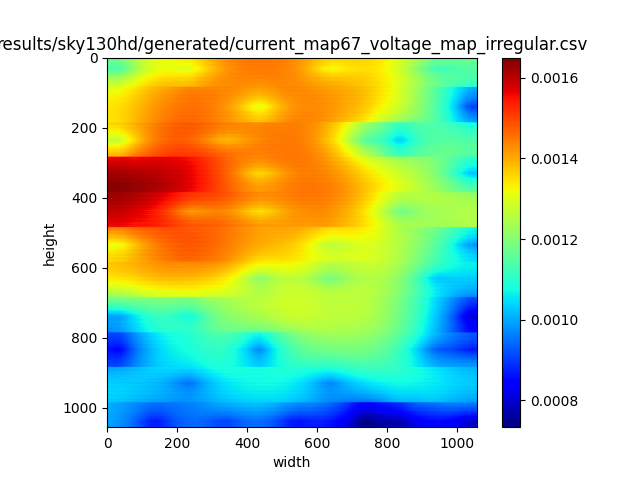 results/sky130hd/generated/current_map67_voltage_map_irregular.csv
0
200
400
600
800
1000
height
0 200 400 600 800 1000
width
0.0016
0.0014
0.0012
0.0010
0.0008